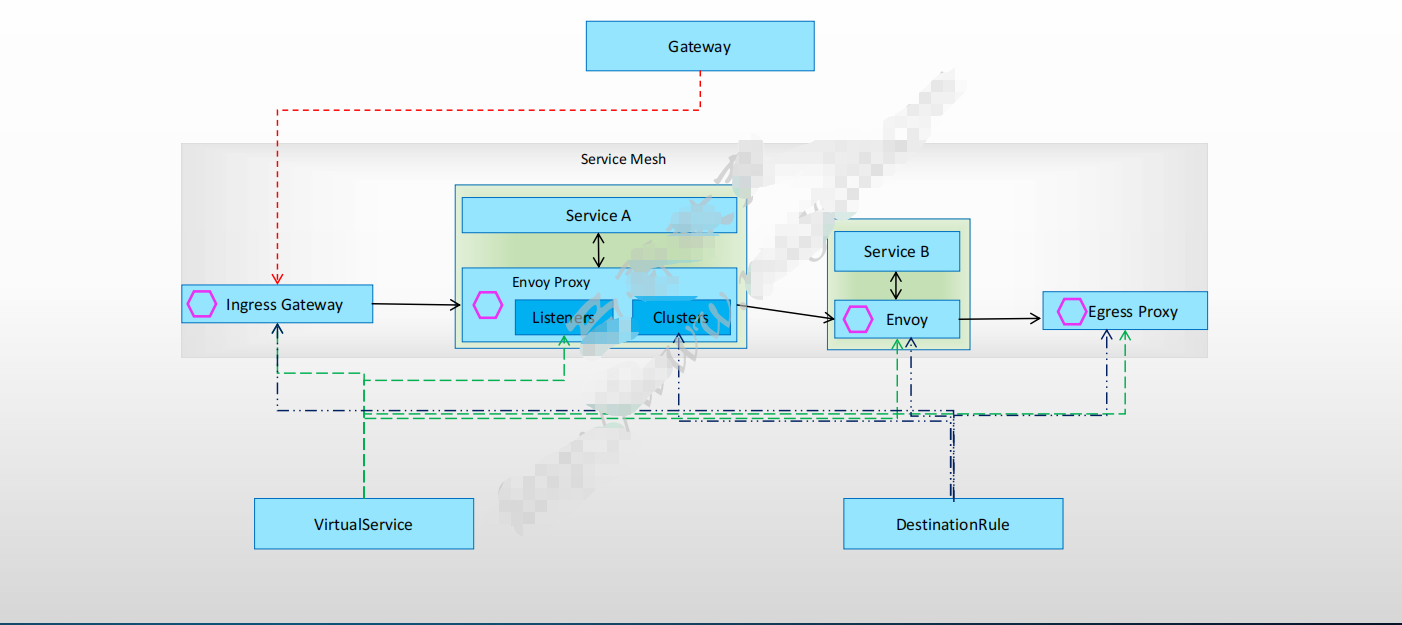 Gateway
Service Mesh
Service A
Service B
Envoy Proxy
Ingress Gateway
Listeners
Clusters
Envoy
Egress Proxy
VirtualService
DestinationRule